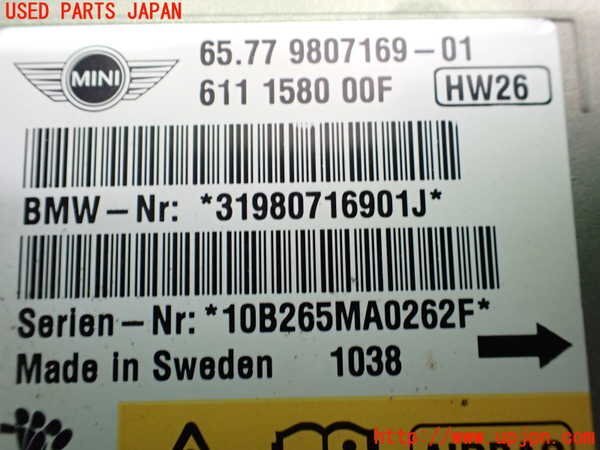 USED PARTS JAPAN
MINI
65.77 9807169-01
611 1580 00F
HW26
BMW-Nr: *31980716901J*
Serien-Nr: *10B265MA0262F*
Made in Sweden 1038
AIRBAG